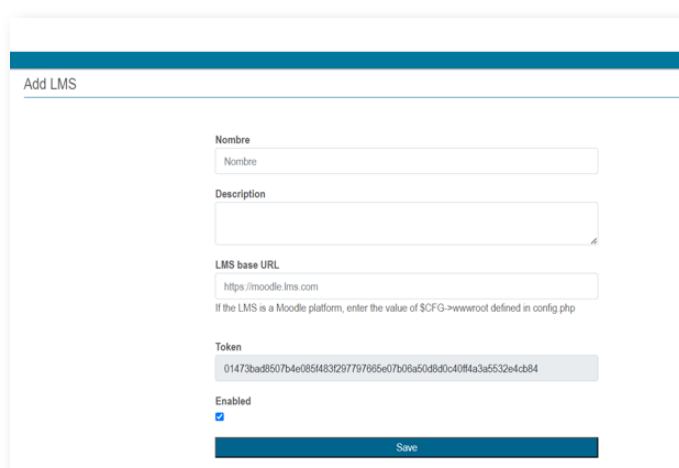 Add LMS
Nombre
Nombre
Description
LMS base URL
https://moodle.lms.com
If the LMS is a Moodle platform, enter the value of $CFG->wwwroot defined in config.php
Token
01473bad8507b4e085f483f297797665e07b06a50d8d0c40ff4a3a5532e4cb84
Enabled
Save